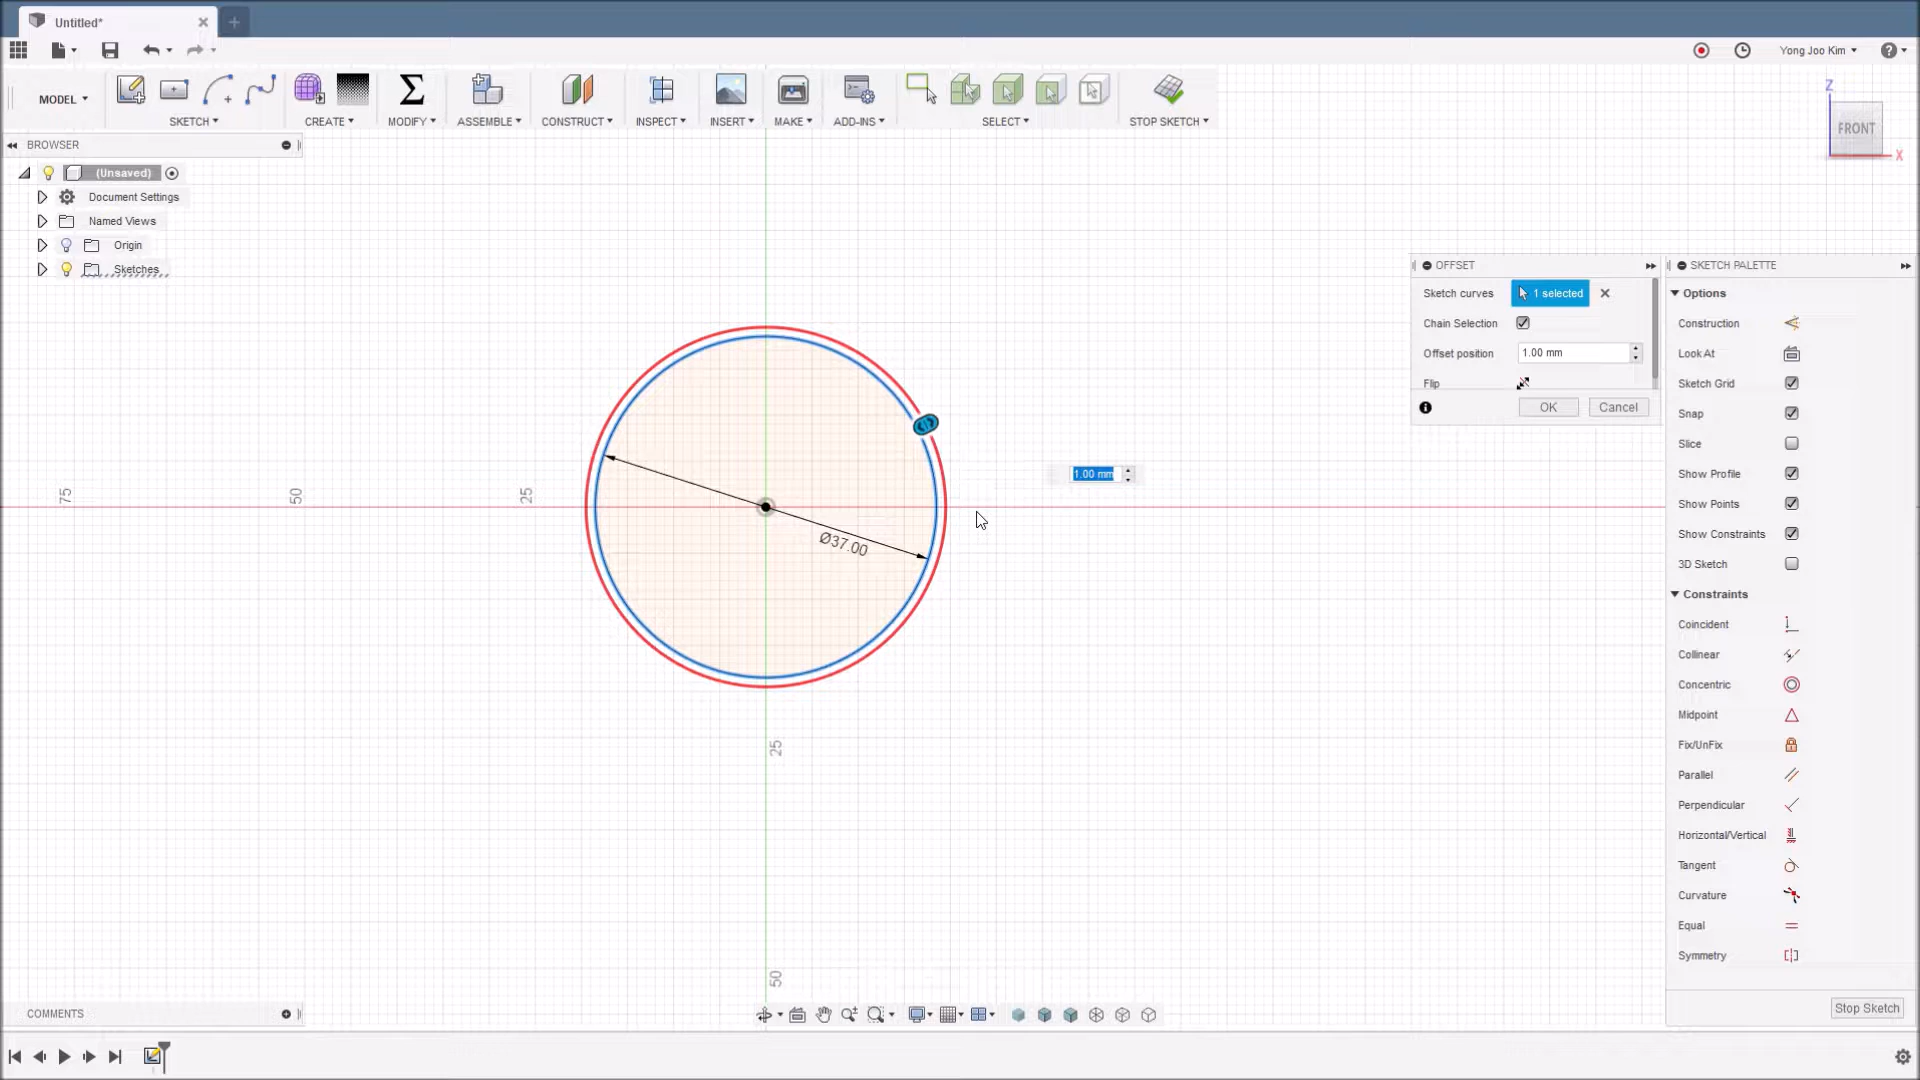 Untitled*
Yong Joo Kim
MODEL
SKETCH
CREATE
MODIFY
ASSEMBLE
CONSTRUCT
INSPECT
INSERT
MAKE
ADD-INS
SELECT
STOP SKETCH
Z
FRONT
X
BROWSER
(Unsaved)
Document Settings
Named Views
Origin
Sketches
OFFSET
Sketch curves
1 selected
Chain Selection
Offset position
1.00 mm
Flip
OK
Cancel
SKETCH PALETTE
Options
Construction
Look At
Sketch Grid
Snap
Slice
Show Profile
Show Points
Show Constraints
3D Sketch
Constraints
Coincident
Collinear
Concentric
Midpoint
Fix/UnFix
Parallel
Perpendicular
Horizontal/Vertical
Tangent
Curvature
Equal
Symmetry
Stop Sketch
75
50
25
1.00 mm
Ø37.00
25
50
COMMENTS